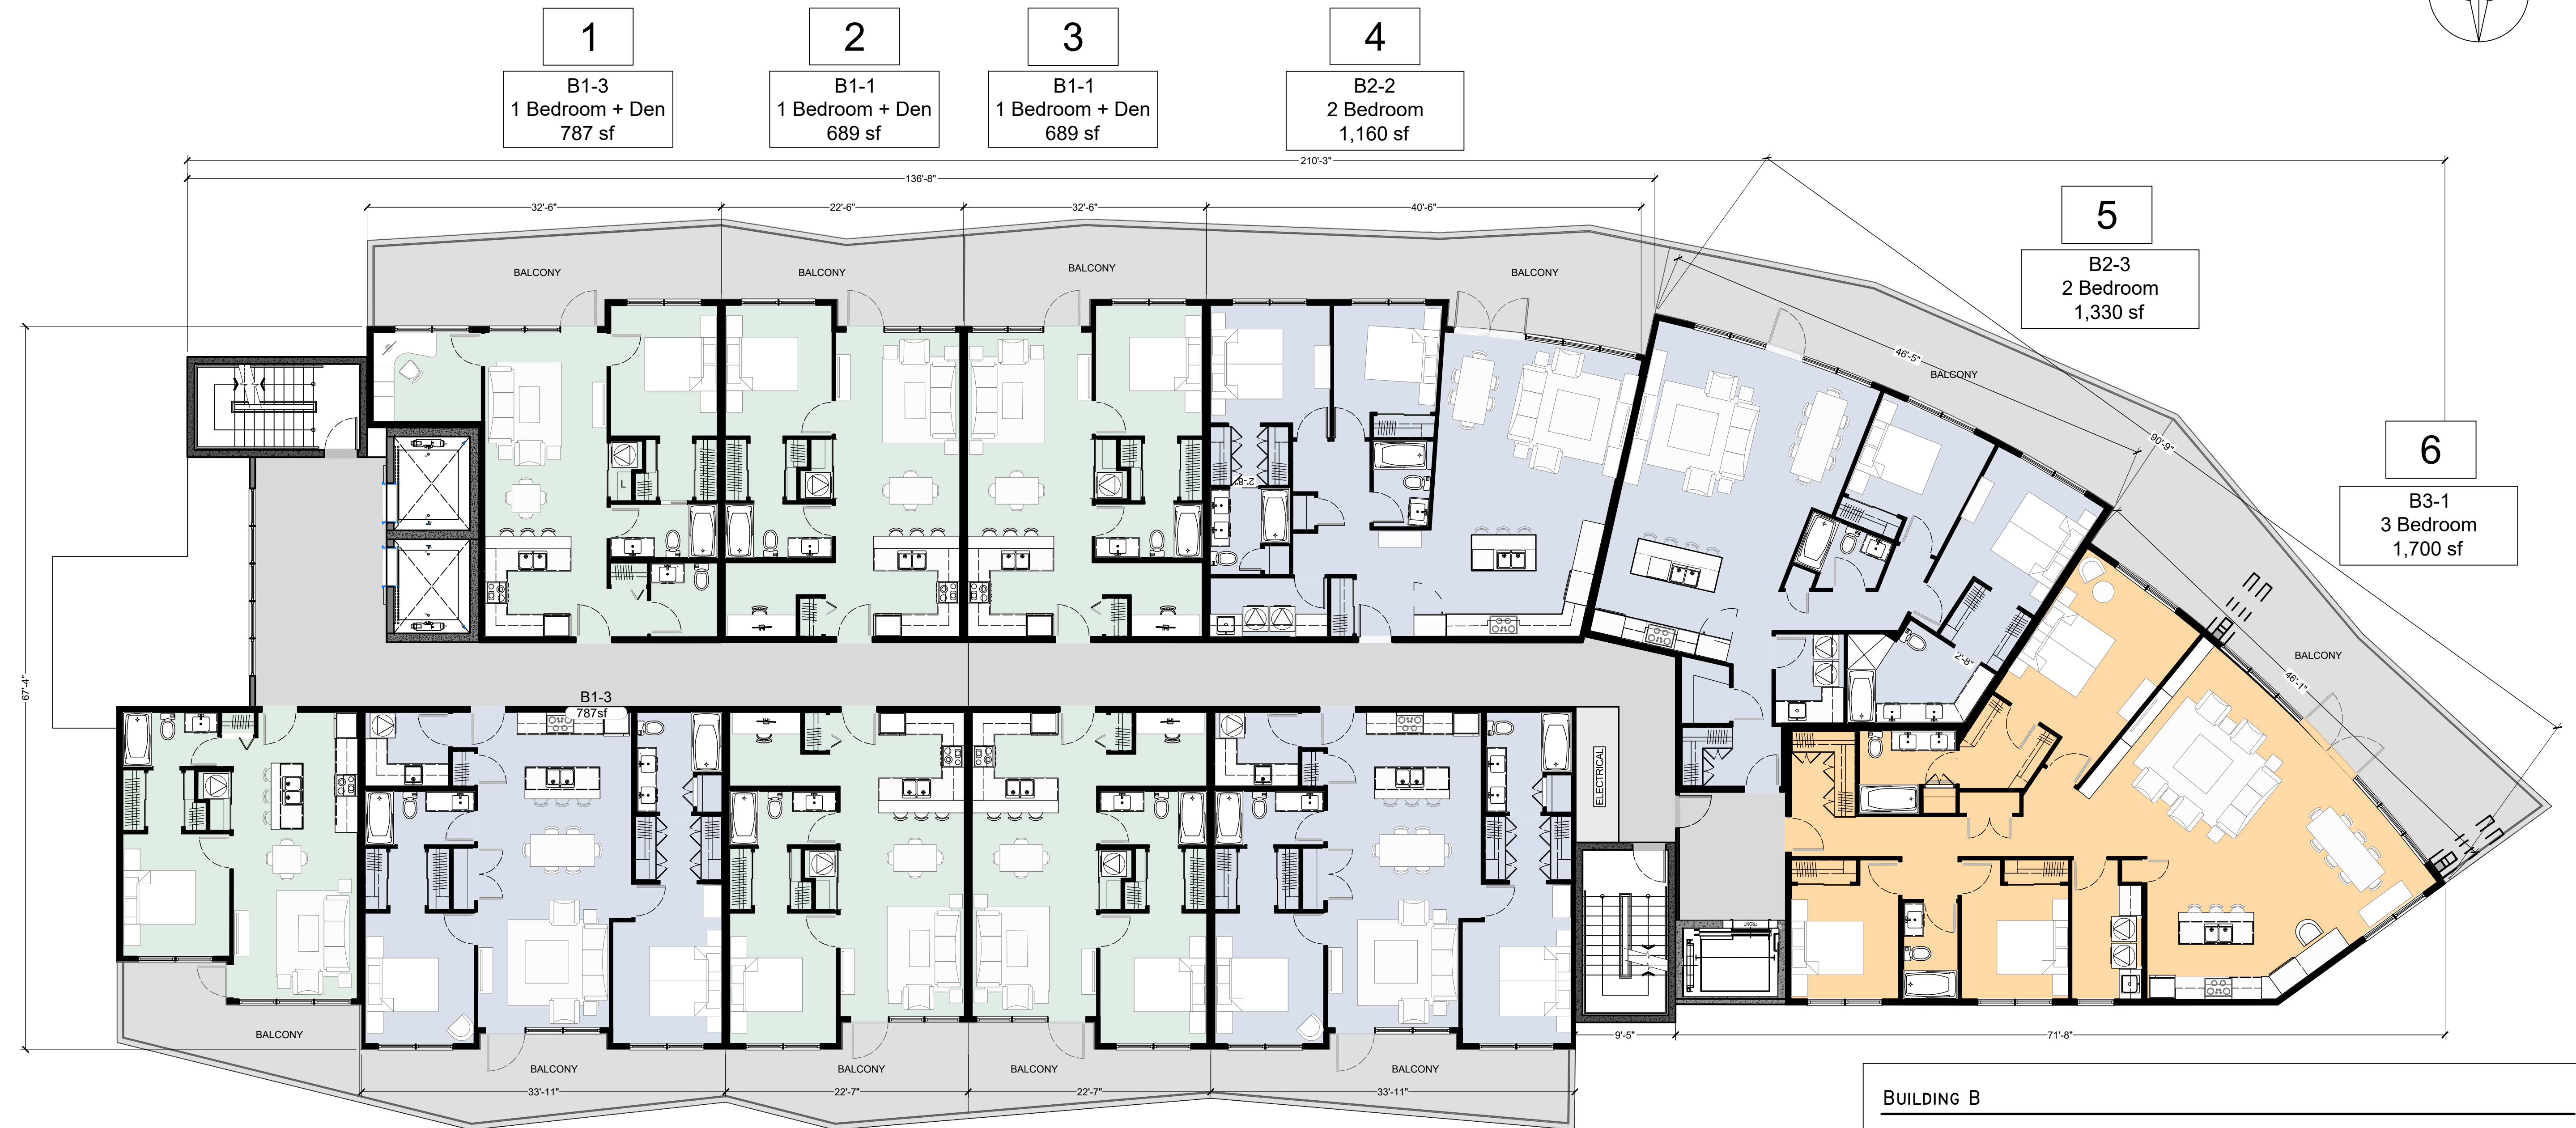 1
B1-3
1 Bedroom + Den
787 sf
2
B1-1
1 Bedroom + Den
689 sf
3
B1-1
1 Bedroom + Den
689 sf
4
B2-2
2 Bedroom
1,160 sf
5
B2-3
2 Bedroom
1,330 sf
6
B3-1
3 Bedroom
1,700 sf
210'-3"
136'-8"
32'-6"
22'-6"
32'-6"
40'-6"
BALCONY
BALCONY
BALCONY
BALCONY
46'-5"
BALCONY
90'-9"
2'-8"
L
67'-4"
2'-8"
BALCONY
46'-1"
B1-3
787sf
ELECTRICAL
FRONT
BALCONY
BALCONY
BALCONY
BALCONY
BALCONY
9'-5"
71'-8"
33'-11"
22'-7"
22'-7"
33'-11"
BUILDING B